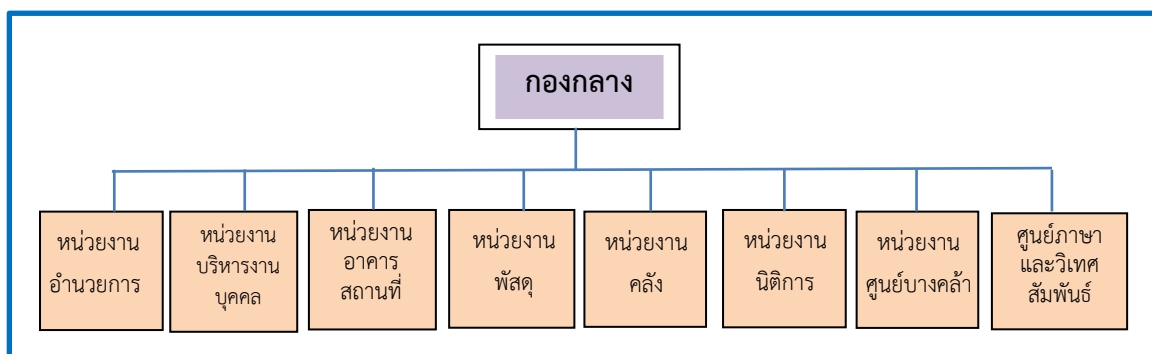 กองกลาง
หน่วยงาน
อำนวยการ
หน่วยงาน
บริหารงาน
บุคคล
หน่วยงาน
อาคาร
สถานที่
หน่วยงาน
พัสดุ
หน่วยงาน
คลัง
หน่วยงาน
นิติการ
หน่วยงาน
ศูนย์บางคล้า
ศูนย์ภาษา
และวิเทศ
สัมพันธ์